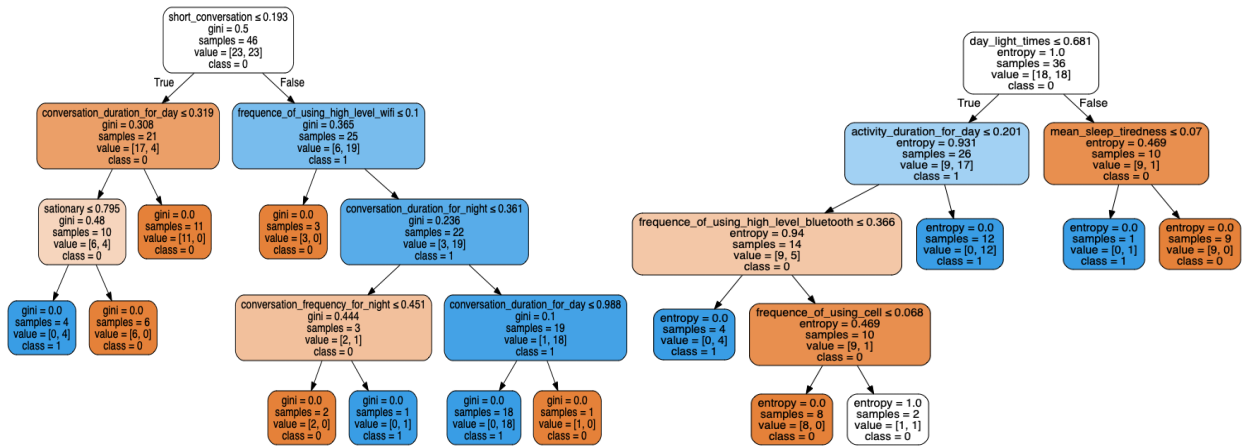 short_conversation ≤ 0.193
gini = 0.5
samples = 46
value = [23, 23]
class = 0
True
False
conversation_duration_for_day ≤ 0.319
gini = 0.308
samples = 21
value = [17, 4]
class = 0
frequence_of_using_high_level_wifi ≤ 0.1
gini = 0.365
samples = 25
value = [6, 19]
class = 1
sationary ≤ 0.795
gini = 0.48
samples = 10
value = [6, 4]
class = 0
gini = 0.0
samples = 11
value = [11, 0]
class = 0
gini = 0.0
samples = 3
value = [3, 0]
class = 0
conversation_duration_for_night ≤ 0.361
gini = 0.236
samples = 22
value = [3, 19]
class = 1
gini = 0.0
samples = 4
value = [0, 4]
class = 1
gini = 0.0
samples = 6
value = [6, 0]
class = 0
conversation_frequency_for_night ≤ 0.451
gini = 0.444
samples = 3
value = [2, 1]
class = 0
conversation_duration_for_day ≤ 0.988
gini = 0.1
samples = 19
value = [1, 18]
class = 1
gini = 0.0
samples = 2
value = [2, 0]
class = 0
gini = 0.0
samples = 1
value = [0, 1]
class = 1
gini = 0.0
samples = 18
value = [0, 18]
class = 1
gini = 0.0
samples = 1
value = [1, 0]
class = 0
day_light_times ≤ 0.681
entropy = 1.0
samples = 36
value = [18, 18]
class = 0
True
False
activity_duration_for_day ≤ 0.201
entropy = 0.931
samples = 26
value = [9, 17]
class = 1
mean_sleep_tiredness ≤ 0.07
entropy = 0.469
samples = 10
value = [9, 1]
class = 0
frequence_of_using_high_level_bluetooth ≤ 0.366
entropy = 0.94
samples = 14
value = [9, 5]
class = 0
entropy = 0.0
samples = 12
value = [0, 12]
class = 1
entropy = 0.0
samples = 1
value = [0, 1]
class = 1
entropy = 0.0
samples = 9
value = [9, 0]
class = 0
entropy = 0.0
samples = 4
value = [0, 4]
class = 1
frequence_of_using_cell ≤ 0.068
entropy = 0.469
samples = 10
value = [9, 1]
class = 0
entropy = 0.0
samples = 8
value = [8, 0]
class = 0
entropy = 1.0
samples = 2
value = [1, 1]
class = 0